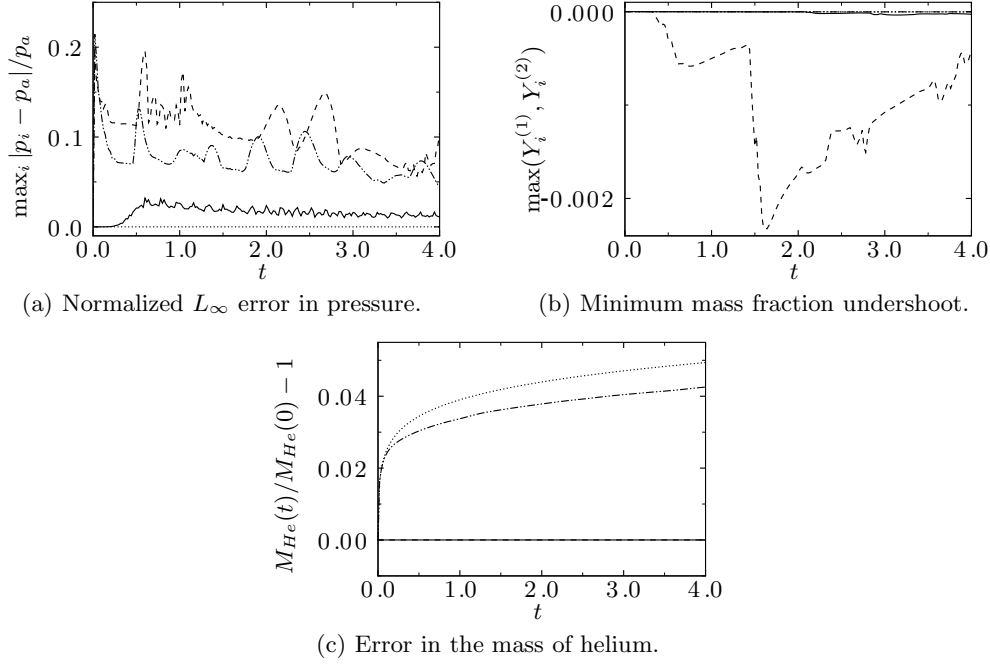 max_i |p_i − p_a|/p_a
0.2
0.1
0.0
0.0 1.0 2.0 3.0 4.0
t
(a) Normalized L_∞ error in pressure.
max(Y_i^{(1)}, Y_i^{(2)})
0.000
-0.002
0.0 1.0 2.0 3.0 4.0
t
(b) Minimum mass fraction undershoot.
M_{He}(t)/M_{He}(0) − 1
0.04
0.02
0.00
0.0 1.0 2.0 3.0 4.0
t
(c) Error in the mass of helium.